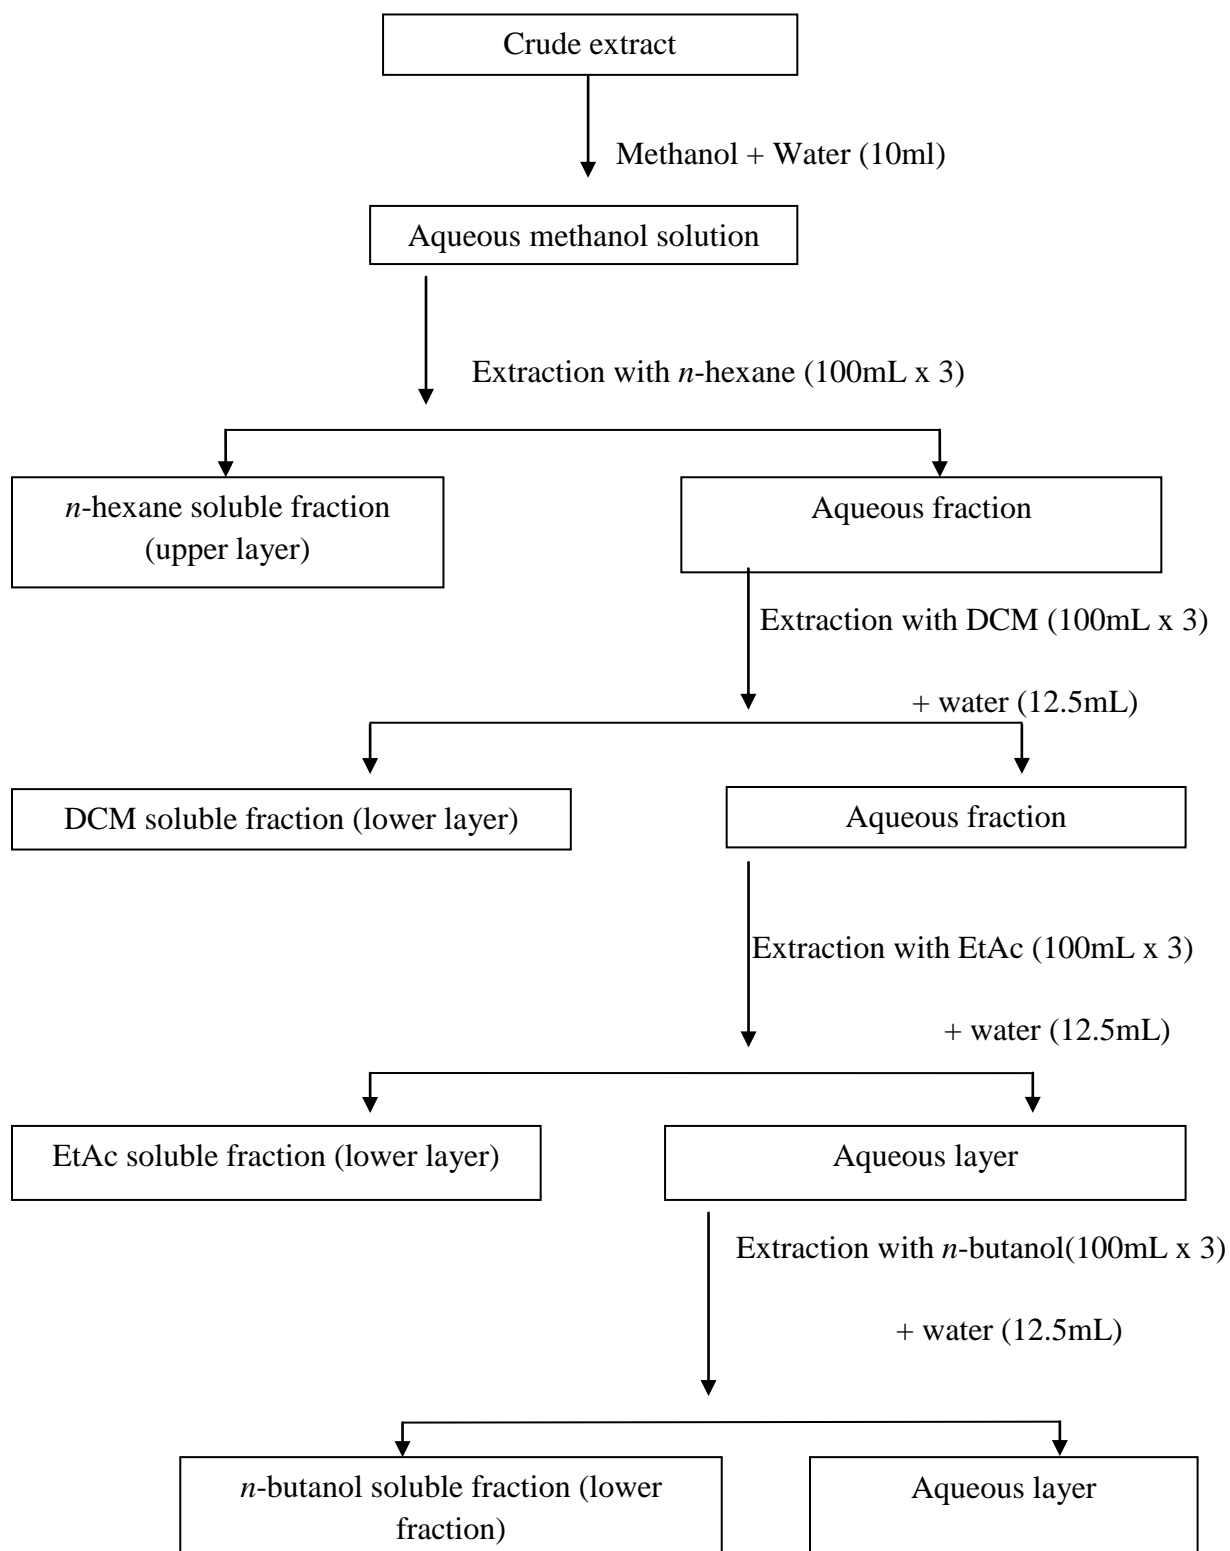 Crude extract
Methanol + Water (10ml)
Aqueous methanol solution
Extraction with n-hexane (100mL x 3)
n-hexane soluble fraction
(upper layer)
Aqueous fraction
Extraction with DCM (100mL x 3)
+ water (12.5mL)
DCM soluble fraction (lower layer)
Aqueous fraction
Extraction with EtAc (100mL x 3)
+ water (12.5mL)
EtAc soluble fraction (lower layer)
Aqueous layer
Extraction with n-butanol(100mL x 3)
+ water (12.5mL)
n-butanol soluble fraction (lower
fraction)
Aqueous layer